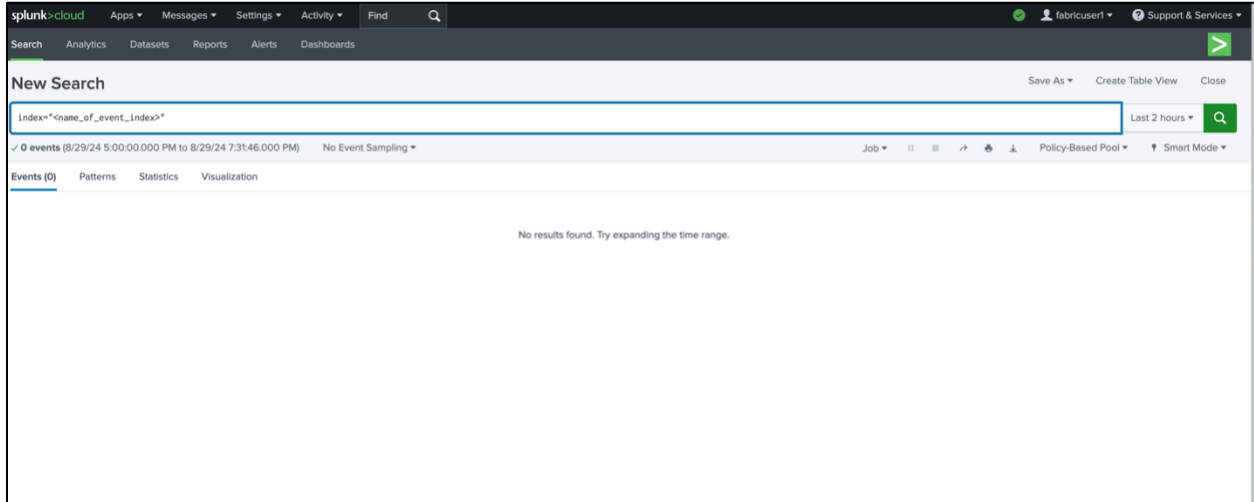 splunk>cloud Apps Messages Settings Activity Find fabricuser1 Support & Services
Search Analytics Datasets Reports Alerts Dashboards >
New Search Save As Create Table View Close
index="<name_of_event_index>" Last 2 hours
✓ 0 events (8/29/24 5:00:00.000 PM to 8/29/24 7:31:46.000 PM) No Event Sampling Job Policy-Based Pool Smart Mode
Events (0) Patterns Statistics Visualization
No results found. Try expanding the time range.